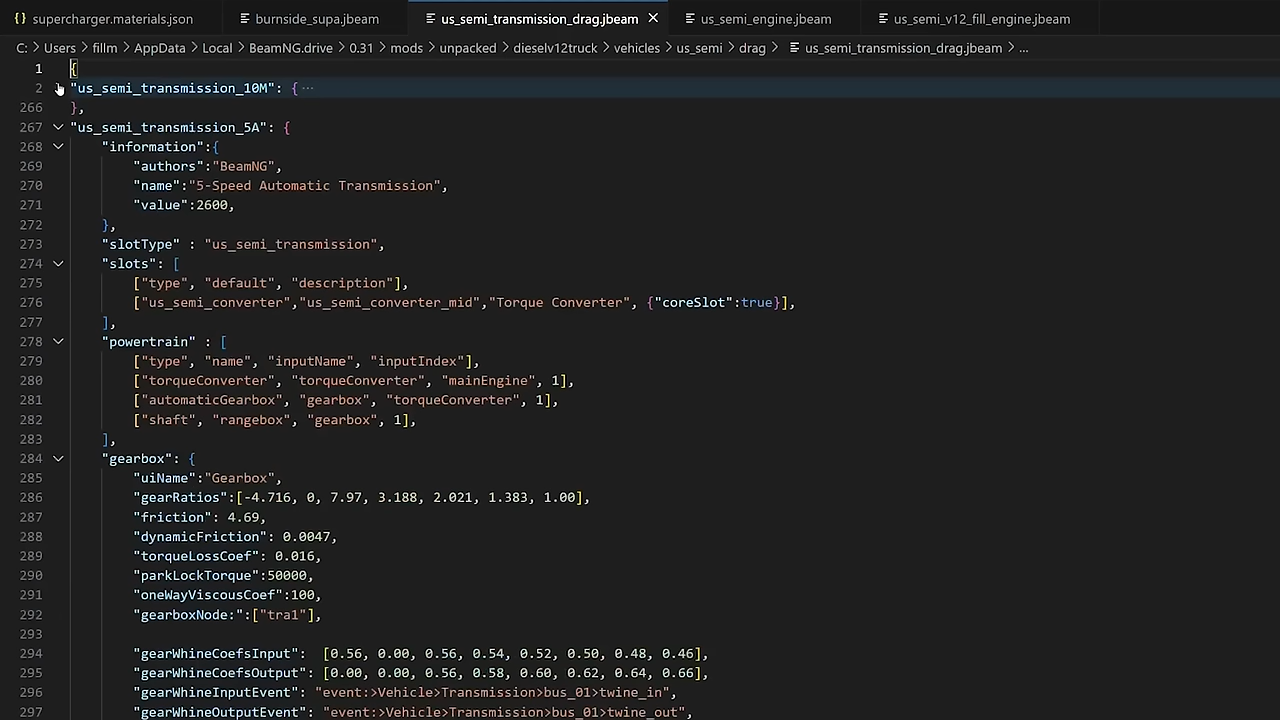 supercharger.materials.json burnside_supa.jbeam us_semi_transmission_drag.jbeam us_semi_engine.jbeam us_semi_v12_fill_engine.jbeam
C: > Users > fillm > AppData > Local > BeamNG.drive > 0.31 > mods > unpacked > dieselv12truck > vehicles > us_semi > drag > us_semi_transmission_drag.jbeam > ...
1 {
2 "us_semi_transmission_10M": { ...
266 },
267 "us_semi_transmission_5A": {
268 "information":{
269 "authors":"BeamNG",
270 "name":"5-Speed Automatic Transmission",
271 "value":2600,
272 },
273 "slotType" : "us_semi_transmission",
274 "slots": [
275 ["type", "default", "description"],
276 ["us_semi_converter","us_semi_converter_mid","Torque Converter", {"coreSlot":true}],
277 ],
278 "powertrain" : [
279 ["type", "name", "inputName", "inputIndex"],
280 ["torqueConverter", "torqueConverter", "mainEngine", 1],
281 ["automaticGearbox", "gearbox", "torqueConverter", 1],
282 ["shaft", "rangebox", "gearbox", 1],
283 ],
284 "gearbox": {
285 "uiName":"Gearbox",
286 "gearRatios":[-4.716, 0, 7.97, 3.188, 2.021, 1.383, 1.00],
287 "friction": 4.69,
288 "dynamicFriction": 0.0047,
289 "torqueLossCoef": 0.016,
290 "parkLockTorque":50000,
291 "oneWayViscousCoef":100,
292 "gearboxNode:":["tra1"],
293
294 "gearWhineCoefsInput":  [0.56, 0.00, 0.56, 0.54, 0.52, 0.50, 0.48, 0.46],
295 "gearWhineCoefsOutput": [0.00, 0.00, 0.56, 0.58, 0.60, 0.62, 0.64, 0.66],
296 "gearWhineInputEvent": "event:>Vehicle>Transmission>bus_01>twine_in",
297 "gearWhineOutputEvent": "event:>Vehicle>Transmission>bus_01>twine_out",